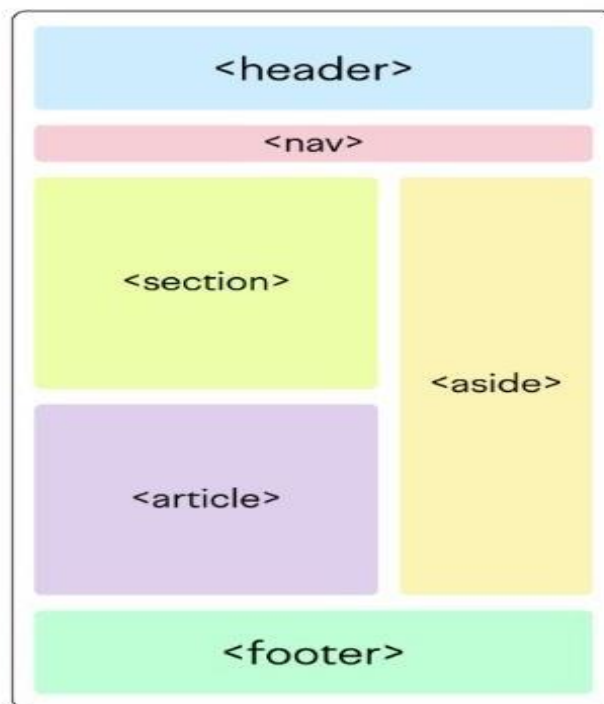 <header>
<nav>
<section>
<aside>
<article>
<footer>